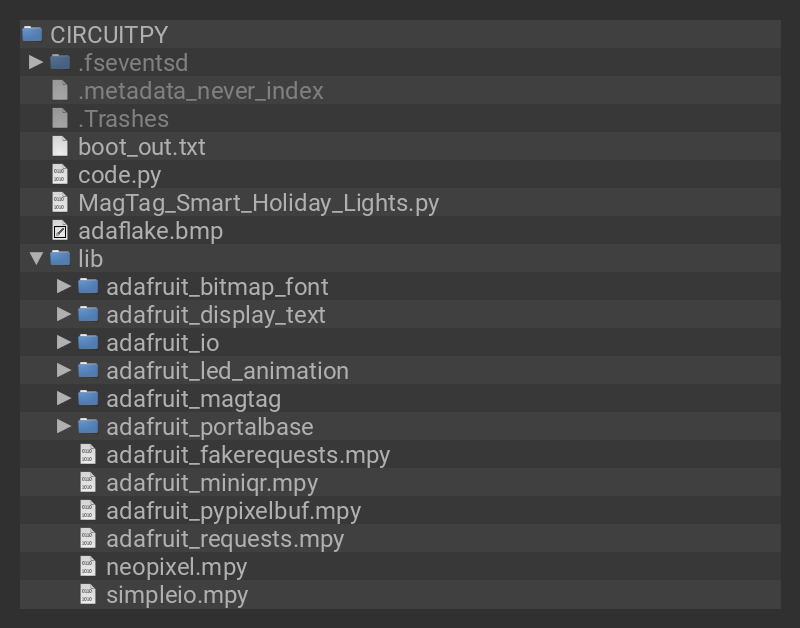 CIRCUITPY
.fseventsd
.metadata_never_index
.Trashes
boot_out.txt
code.py
MagTag_Smart_Holiday_Lights.py
adaflake.bmp
lib
adafruit_bitmap_font
adafruit_display_text
adafruit_io
adafruit_led_animation
adafruit_magtag
adafruit_portalbase
adafruit_fakerequests.mpy
adafruit_miniqr.mpy
adafruit_pypixelbuf.mpy
adafruit_requests.mpy
neopixel.mpy
simpleio.mpy